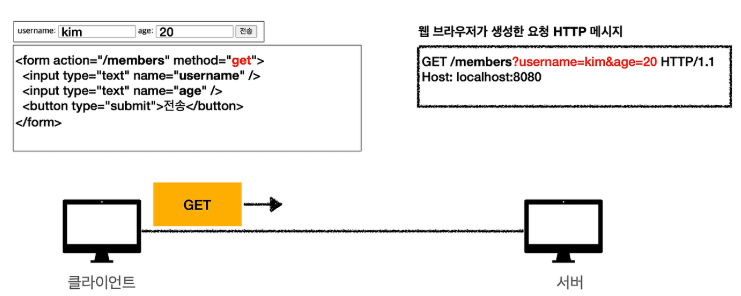 username: kim age: 20 전송
<form action="/members" method="get">
<input type="text" name="username" />
<input type="text" name="age" />
<button type="submit">전송</button>
</form>
웹 브라우저가 생성한 요청 HTTP 메시지
GET /members?username=kim&age=20 HTTP/1.1
Host: localhost:8080
GET
클라이언트
서버